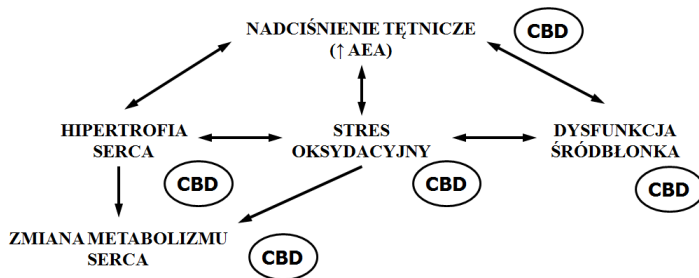 NADCIŚNIENIE TĘTNICZE
(↑ AEA)
CBD
HIPERTROFIA
SERCA
STRES
OKSYDACYJNY
DYSFUNKCJA
ŚRÓDBŁONKA
CBD
CBD
CBD
ZMIANA METABOLIZMU
SERCA
CBD